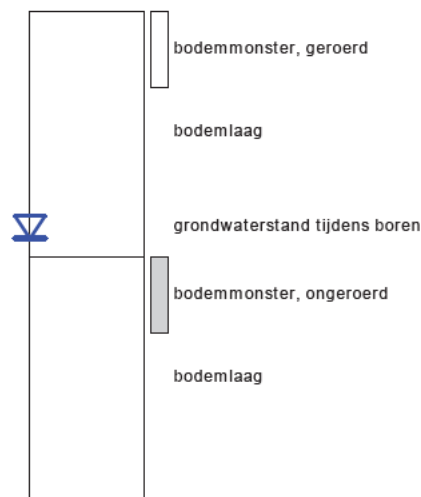 bodemmonster, geroerd
bodemlaag
grondwaterstand tijdens boren
bodemmonster, ongeroerd
bodemlaag